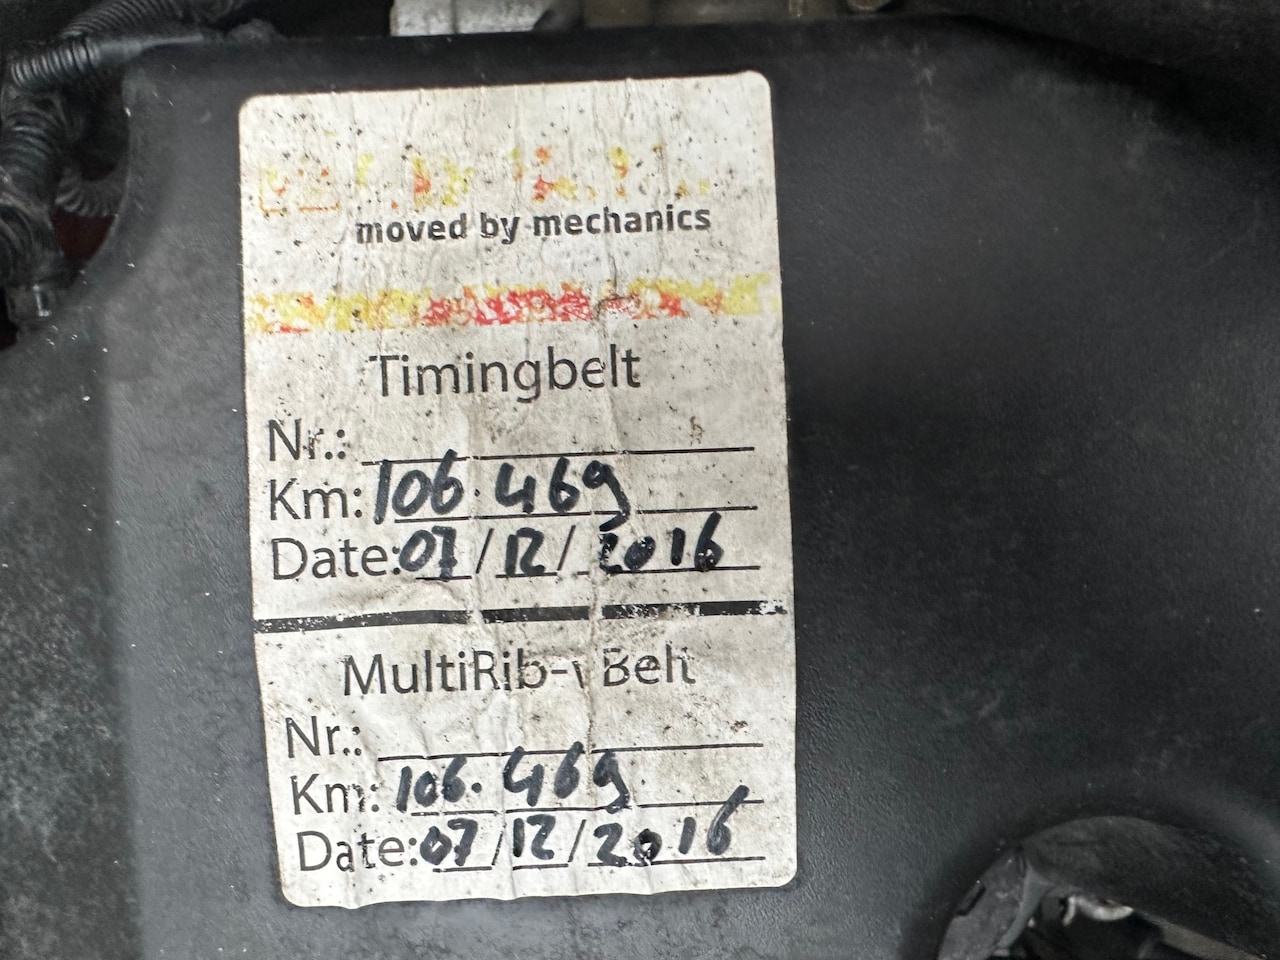 moved by mechanics
Timingbelt
Nr.:
Km: 106.469
Date: 07/12/2016
MultiRib- Belt
Nr.:
Km: 106.469
Date: 07/12/2016